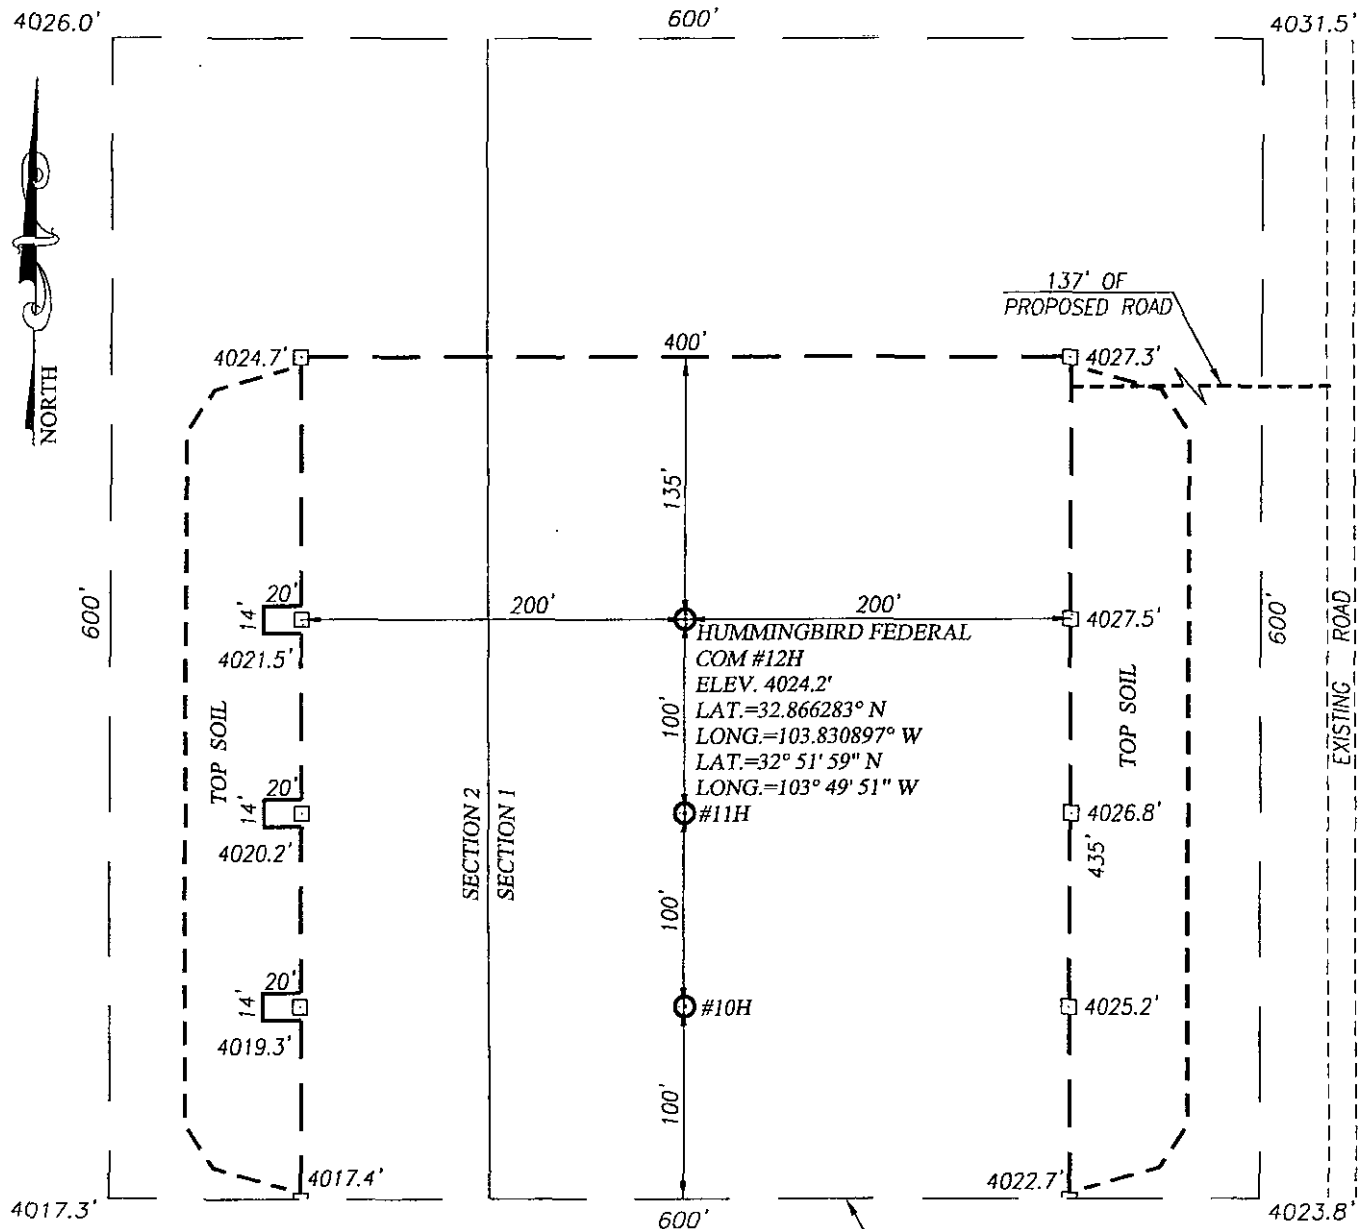 4026.0'
600'
4031.5'
NORTH
137' OF
PROPOSED ROAD
4024.7'
400'
4027.3'
135'
600'
20'
14'
200'
200'
4027.5'
600'
4021.5'
HUMMINGBIRD FEDERAL
COM #12H
ELEV. 4024.2'
LAT.=32.866283° N
LONG.=103.830897° W
LAT.=32° 51' 59" N
LONG.=103° 49' 51" W
100'
TOP SOIL
TOP SOIL
EXISTING ROAD
20'
14'
#11H
4026.8'
4020.2'
435'
SECTION 2
SECTION 1
100'
20'
14'
#10H
4025.2'
4019.3'
100'
4017.4'
4022.7'
4017.3'
600'
4023.8'